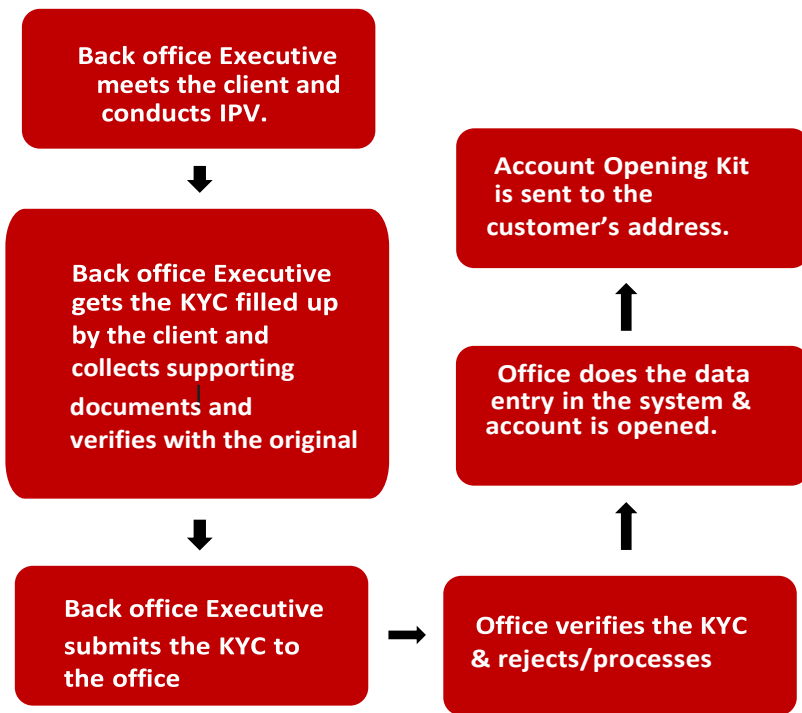 Back office Executive
meets the client and
conducts IPV.
Back office Executive
gets the KYC filled up
by the client and
collects supporting
documents and
verifies with the original
Back office Executive
submits the KYC to
the office
Office verifies the KYC
& rejects/processes
Office does the data
entry in the system &
account is opened.
Account Opening Kit
is sent to the
customer’s address.